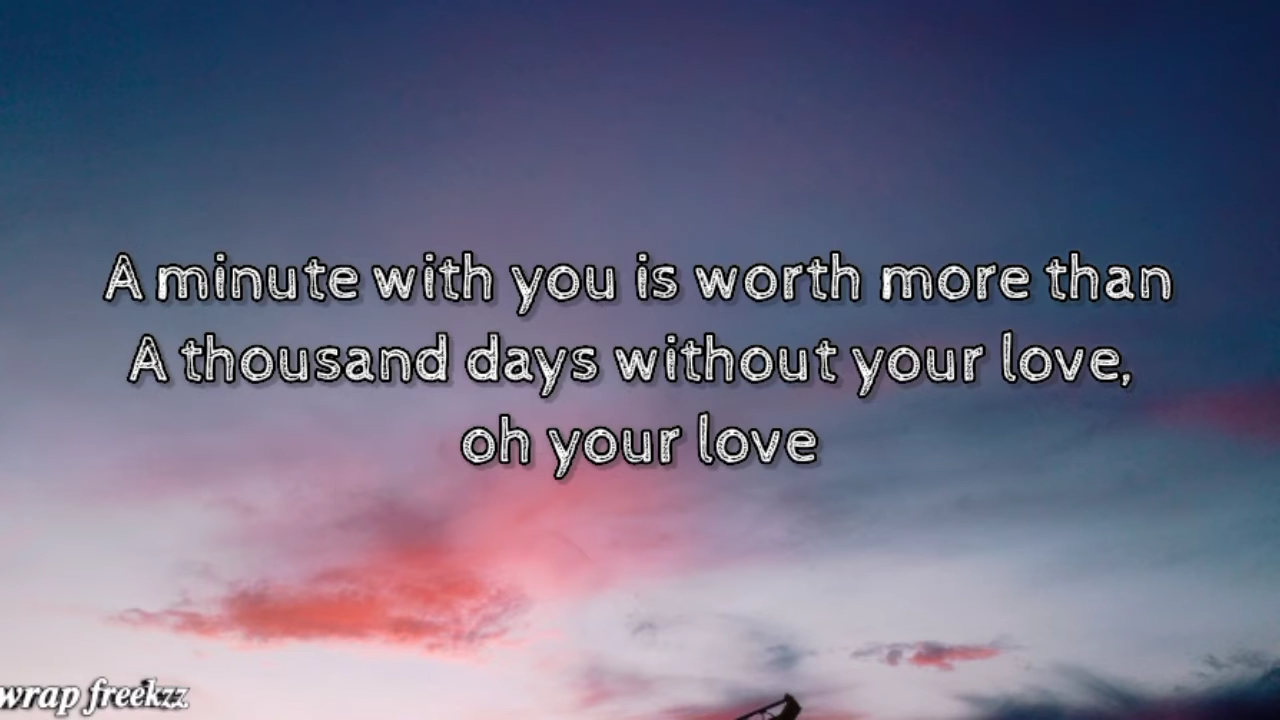 A minute with you is worth more than
A thousand days without your love,
oh your love
wrap freekzz